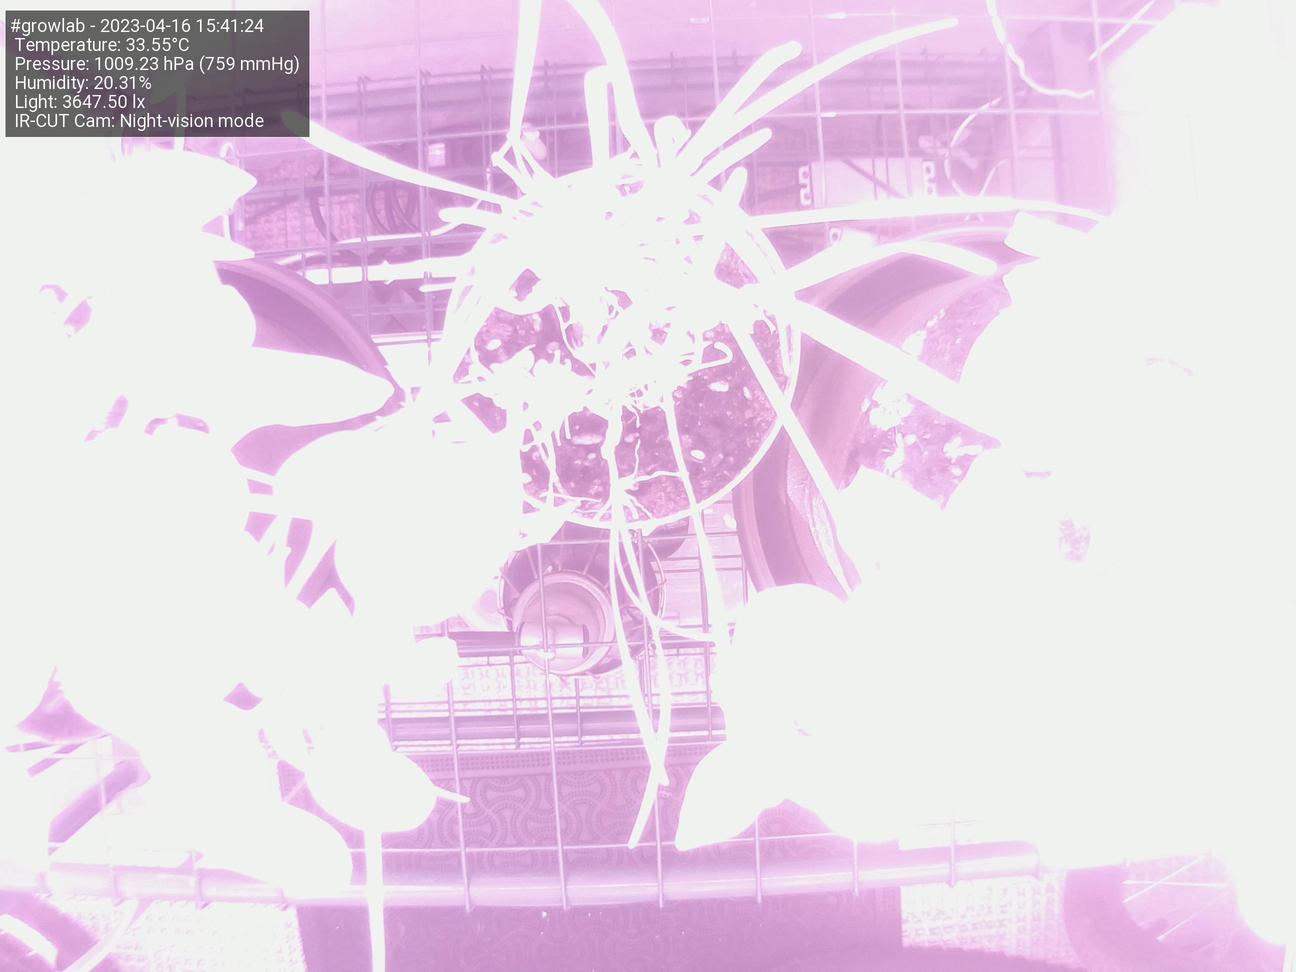 #growlab - 2023-04-16 15:41:24
Temperature: 33.55°C
Pressure: 1009.23 hPa (759 mmHg)
Humidity: 20.31%
Light: 3647.50 lx
IR-CUT Cam: Night-vision mode